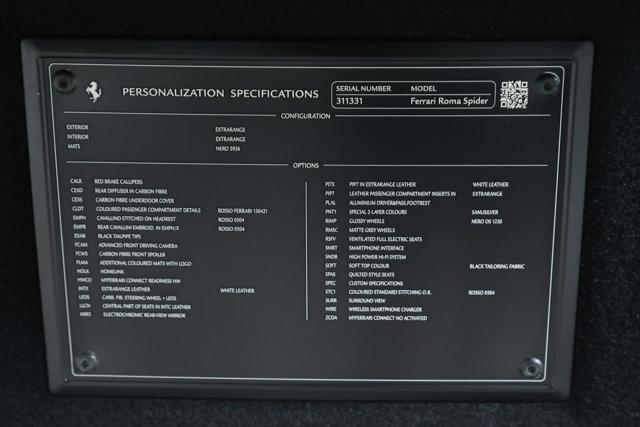 PERSONALIZATION SPECIFICATIONS
SERIAL NUMBER MODEL
311331 Ferrari Roma Spider
CONFIGURATION
EXTERIOR EXTRARANGE
INTERIOR EXTRARANGE
MATS NERO 3936
OPTIONS
CALR RED BRAKE CALLIPERS
CEXD REAR DIFFUSER IN CARBON FIBRE
CEXS CARBON FIBRE UNDERDOOR COVER
CLDT COLOURED PASSENGER COMPARTMENT DETAILS ROSSO FERRARI 130421
EMPH CAVALLINO STITCHED ON HEADREST ROSSO 0504
EMPR REAR CAVALLINI EMBROID. IN EMPH/X ROSSO 0504
EXAB BLACK TAILPIPE TIPS
FCAM ADVANCED FRONT DRIVING CAMERA
FCWS CARBON FIBRE FRONT SPOILER
FLMA ADDITIONAL COLOURED MATS WITH LOGO
HOLK HOMELINK
HWCO MYFERRARI CONNECT READINESS HW
INTX EXTRARANGE LEATHER WHITE LEATHER
LEDS CARB. FIB. STEERING WHEEL + LEDS
LLCN CENTRAL PART OF SEATS IN INTC LEATHER
MIR3 ELECTROCHROMIC REAR-VIEW MIRROR
PI7X PIP7 IN EXTRARANGE LEATHER WHITE LEATHER
PIP7 LEATHER PASSENGER COMPARTMENT INSERTS IN EXTRARANGE
PLAL ALUMINIUM DRIVER&PASS.FOOTREST
PNT1 SPECIAL 2-LAYER COLOURS SANUSILVER
RIMP GLOSSY WHEELS NERO DS 1250
RMSC MATTE GREY WHEELS
RSFV VENTILATED FULL ELECTRIC SEATS
SMRT SMARTPHONE INTERFACE
SNDB HIGH POWER HI-FI SYSTEM
SOFT SOFT TOP COLOUR BLACK TAILORING FABRIC
SPAS QUILTED STYLE SEATS
SPEC CUSTOM SPECIFICATIONS
STC1 COLOURED STANDARD STITCHING O.R. ROSSO 0504
SURR SURROUND VIEW
WIRE WIRELESS SMARTPHONE CHARGER
ZCOA MYFERRARI CONNECT NO ACTIVATED